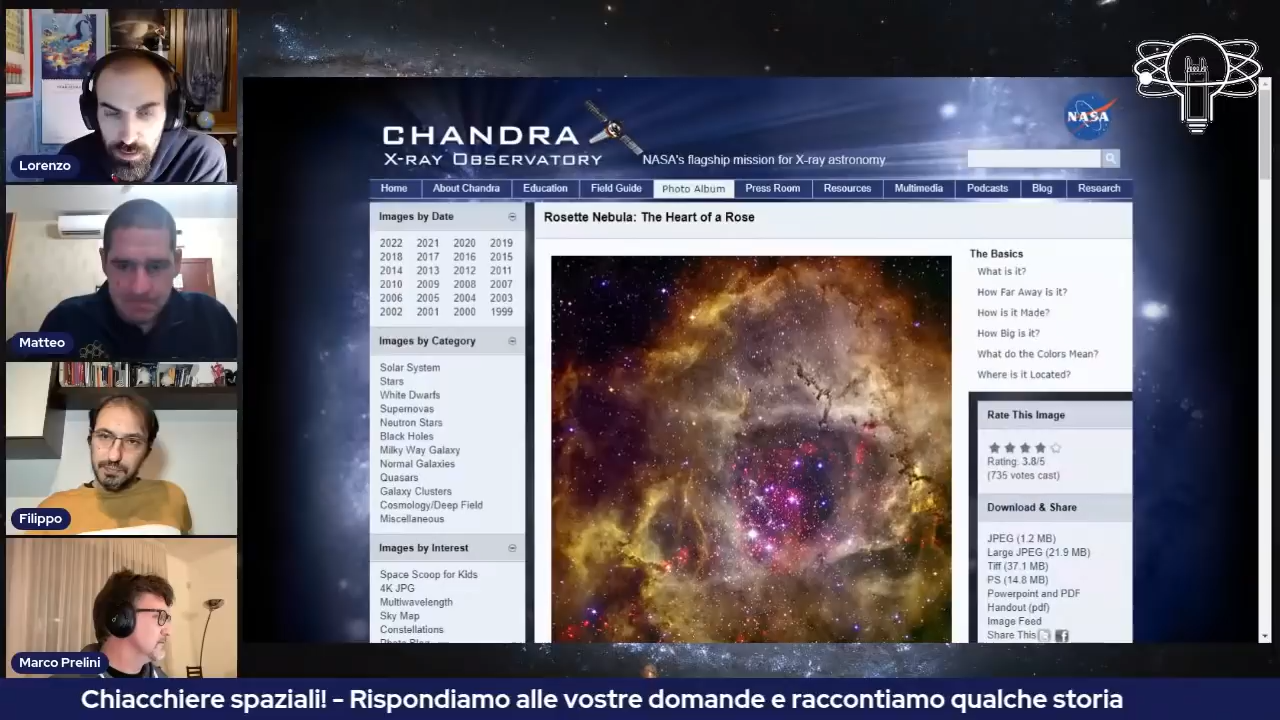 Lorenzo
Matteo
Filippo
Marco Prelini
CHANDRA
X-RAY OBSERVATORY
NASA's flagship mission for X-ray astronomy
NASA
Home About Chandra Education Field Guide Photo Album Press Room Resources Multimedia Podcasts Blog Research
Images by Date
2022 2021 2020 2019
2018 2017 2016 2015
2014 2013 2012 2011
2010 2009 2008 2007
2006 2005 2004 2003
2002 2001 2000 1999
Images by Category
Solar System
Stars
White Dwarfs
Supernovas
Neutron Stars
Black Holes
Milky Way Galaxy
Normal Galaxies
Quasars
Galaxy Clusters
Cosmology/Deep Field
Miscellaneous
Images by Interest
Space Scoop for Kids
4K JPG
Multiwavelength
Sky Map
Constellations
Rosette Nebula: The Heart of a Rose
The Basics
What is it?
How Far Away is it?
How is it Made?
How Big is it?
What do the Colors Mean?
Where is it Located?
Rate This Image
Rating: 3.8/5
(735 votes cast)
Download & Share
JPEG (1.2 MB)
Large JPEG (21.9 MB)
Tiff (37.1 MB)
PS (14.8 MB)
Powerpoint and PDF
Handout (pdf)
Image Feed
Share This
Chiacchiere spaziali! - Rispondiamo alle vostre domande e raccontiamo qualche storia